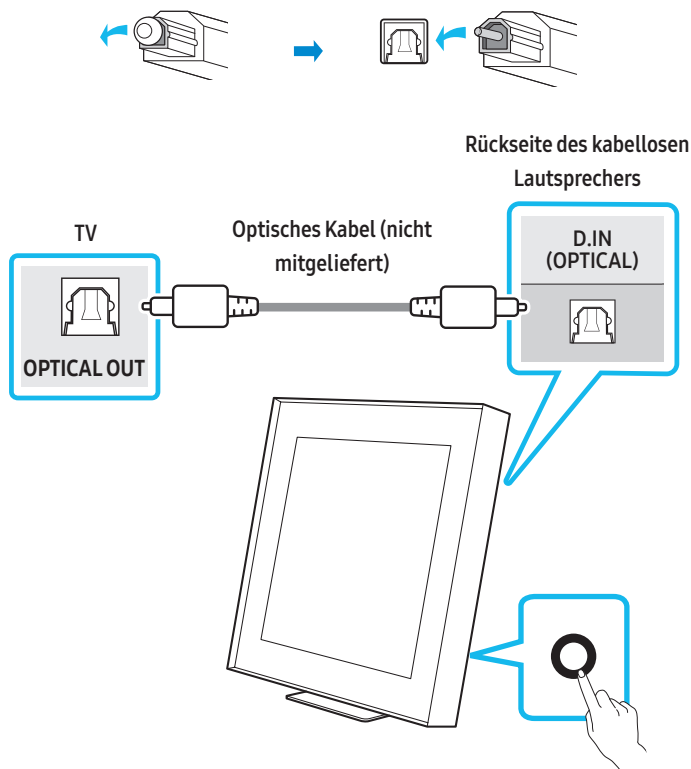 Rückseite des kabellosen
Lautsprechers
TV
Optisches Kabel (nicht
mitgeliefert)
D.IN
(OPTICAL)
OPTICAL OUT